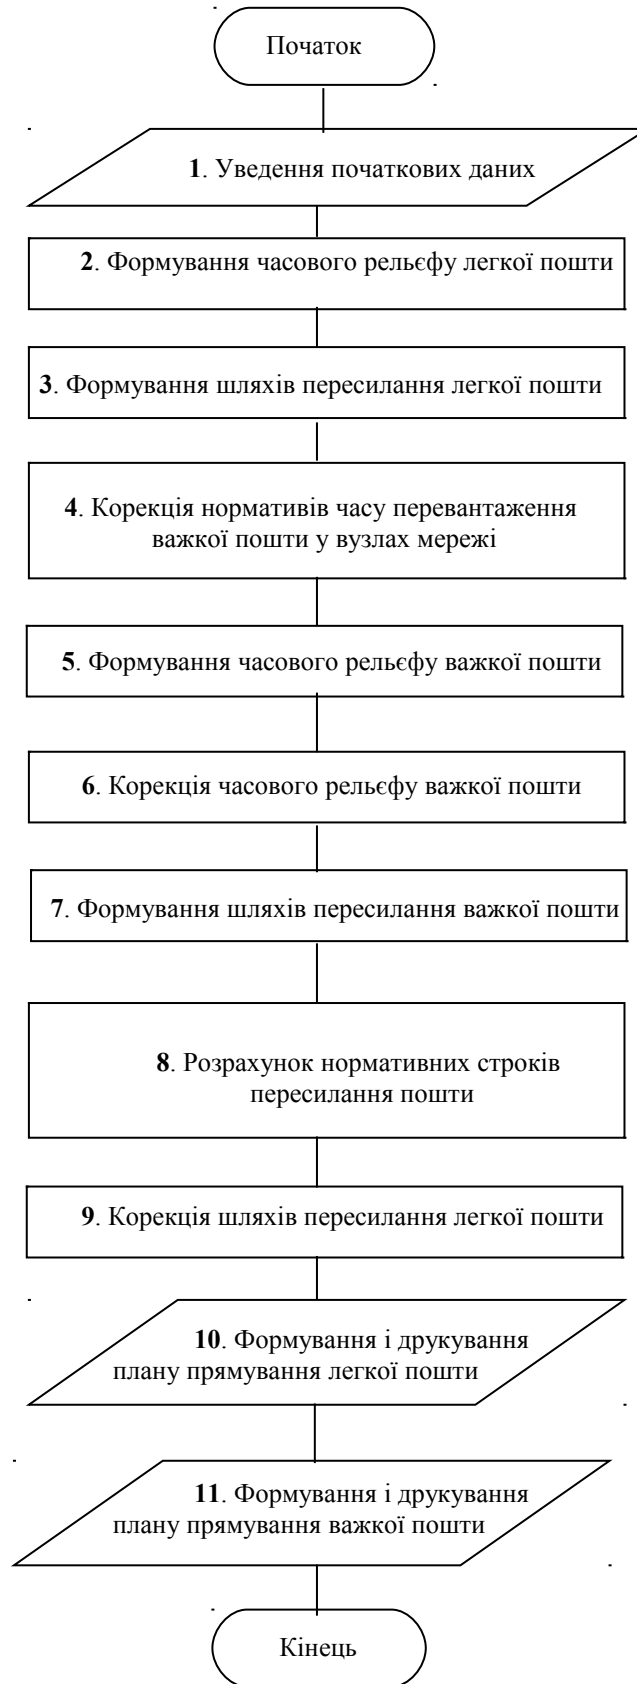 Початок
1. Уведення початкових даних
2. Формування часового рельєфу легкої пошти
3. Формування шляхів пересилання легкої пошти
4. Корекція нормативів часу перевантаження
важкої пошти у вузлах мережі
5. Формування часового рельєфу важкої пошти
6. Корекція часового рельєфу важкої пошти
7. Формування шляхів пересилання важкої пошти
8. Розрахунок нормативних строків
пересилання пошти
9. Корекція шляхів пересилання легкої пошти
10. Формування і друкування
плану прямування легкої пошти
11. Формування і друкування
плану прямування важкої пошти
Кінець